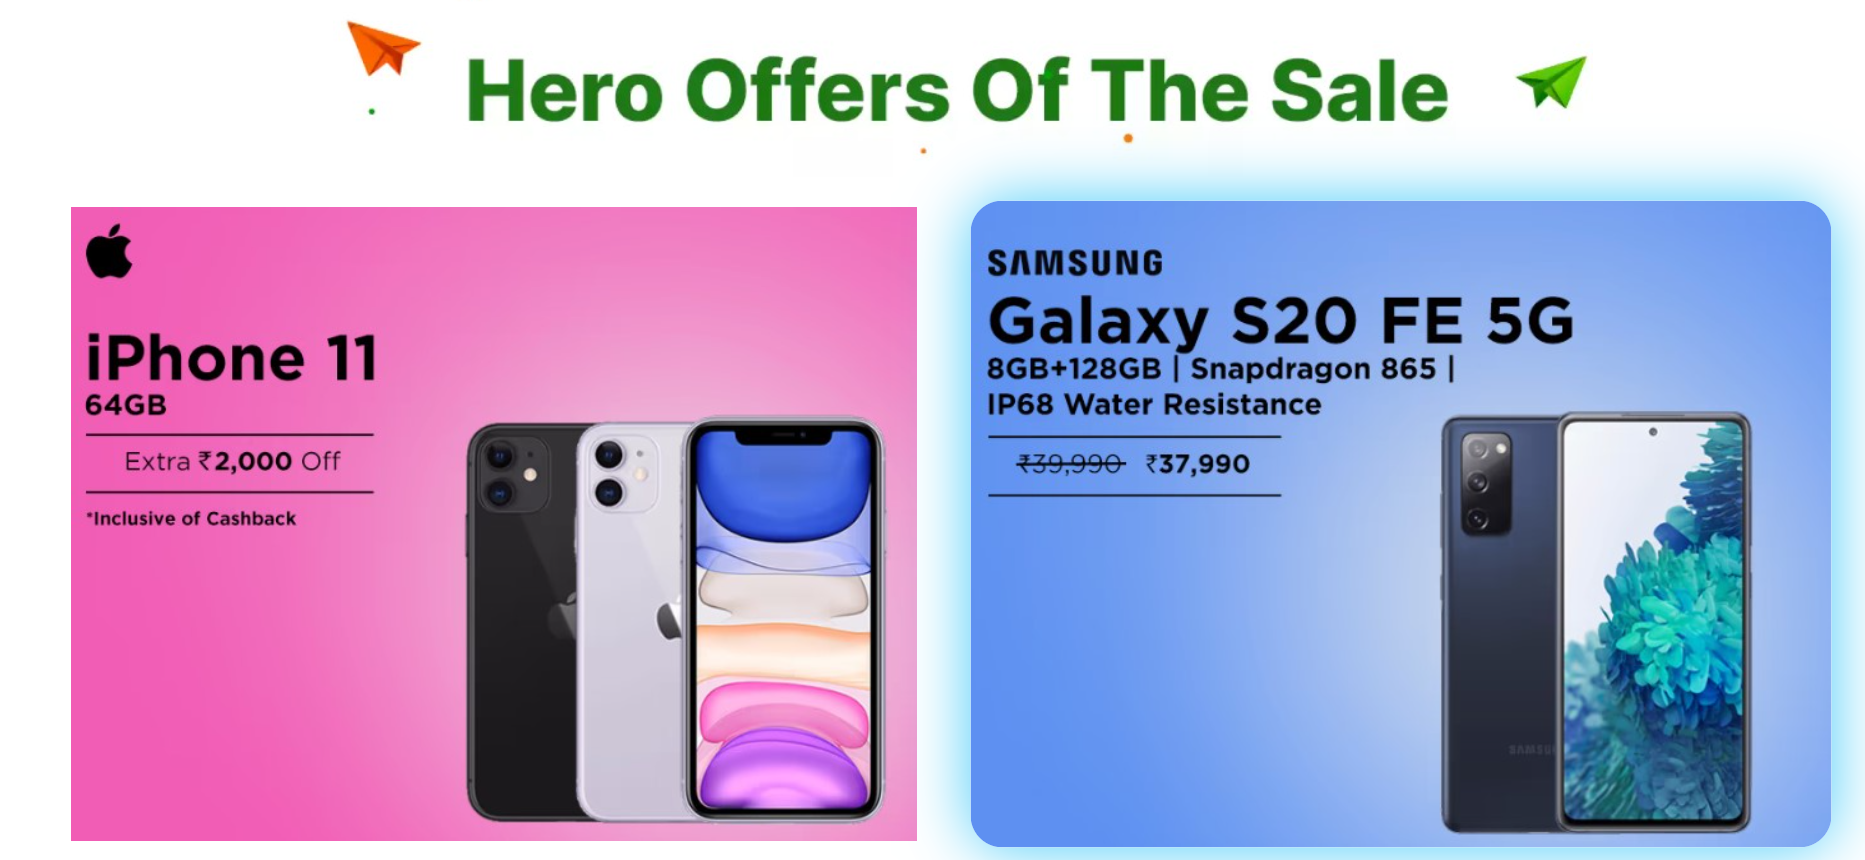 Hero Offers Of The Sale
iPhone 11
64GB
Extra ₹2,000 Off
*Inclusive of Cashback
SAMSUNG
Galaxy S20 FE 5G
8GB+128GB | Snapdragon 865 |
IP68 Water Resistance
₹39,990 ₹37,990
SAMSUNG